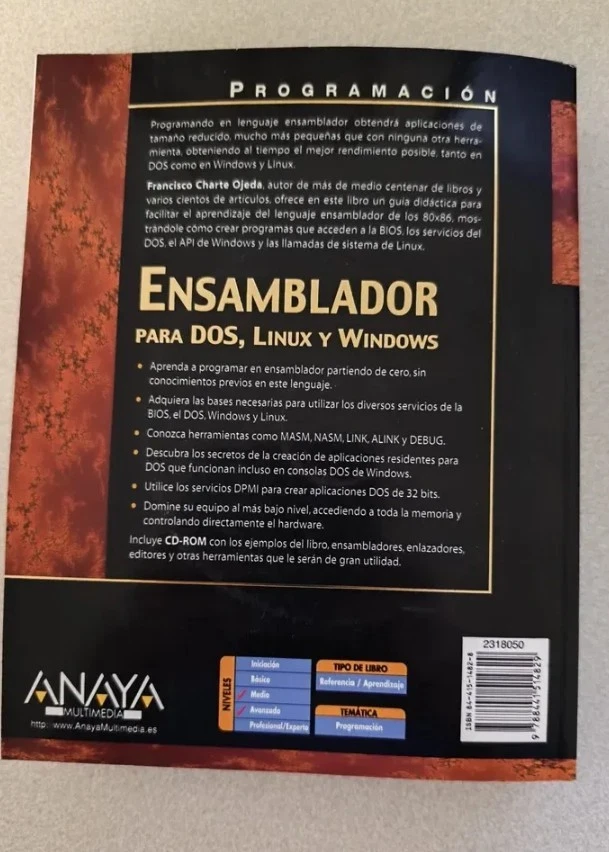 PROGRAMACIÓN
Programando en lenguaje ensamblador obtendrá aplicaciones de
tamaño reducido, mucho más pequeñas que con ninguna otra herra-
mienta, obteniendo al tiempo el mejor rendimiento posible, tanto en
DOS como en Windows y Linux.
Francisco Charte Ojeda, autor de más de medio centenar de libros y
varios cientos de artículos, ofrece en este libro un guía didáctica para
facilitar el aprendizaje del lenguaje ensamblador de los 80x86, mos-
trándole cómo crear programas que acceden a la BIOS, los servicios del
DOS, el API de Windows y las llamadas de sistema de Linux.
ENSAMBLADOR
PARA DOS, LINUX Y WINDOWS
• Aprenda a programar en ensamblador partiendo de cero, sin
conocimientos previos en este lenguaje.
• Adquiera las bases necesarias para utilizar los diversos servicios de la
BIOS, el DOS, Windows y Linux.
• Conozca herramientas como MASM, NASM, LINK, ALINK y DEBUG.
• Descubra los secretos de la creación de aplicaciones residentes para
DOS que funcionan incluso en consolas DOS de Windows.
• Utilice los servicios DPMI para crear aplicaciones DOS de 32 bits.
• Domine su equipo al más bajo nivel, accediendo a toda la memoria y
controlando directamente el hardware.
Incluye CD-ROM con los ejemplos del libro, ensambladores, enlazadores,
editores y otras herramientas que le serán de gran utilidad.
ANAYA
MULTIMEDIA
http://www.AnayaMultimedia.es
NIVELES
Iniciación
Básico
Medio
Avanzado
Profesional/Experto
TIPO DE LIBRO
Referencia / Aprendizaje
TEMÁTICA
Programación
2318050
ISBN 84-415-1482-8
9 788441 514829